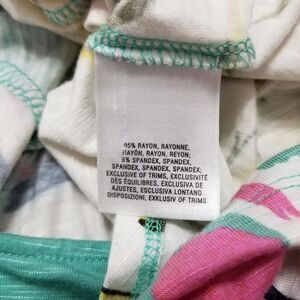 95% RAYON, RAYONNE,
RAYÓN, RAYON, REYON;
5% SPANDEX, SPANDEX,
SPANDEX, SPANDEX, SPANDEX;
EXCLUSIVE OF TRIMS, EXCLUSIVITÉ
DES ÉQUILIBRES, EXCLUSIVA DE
AJUSTES, ESCLUSIVA LONTANO
DISPOSIZIONI, EXKLUSIV OF TRIMS